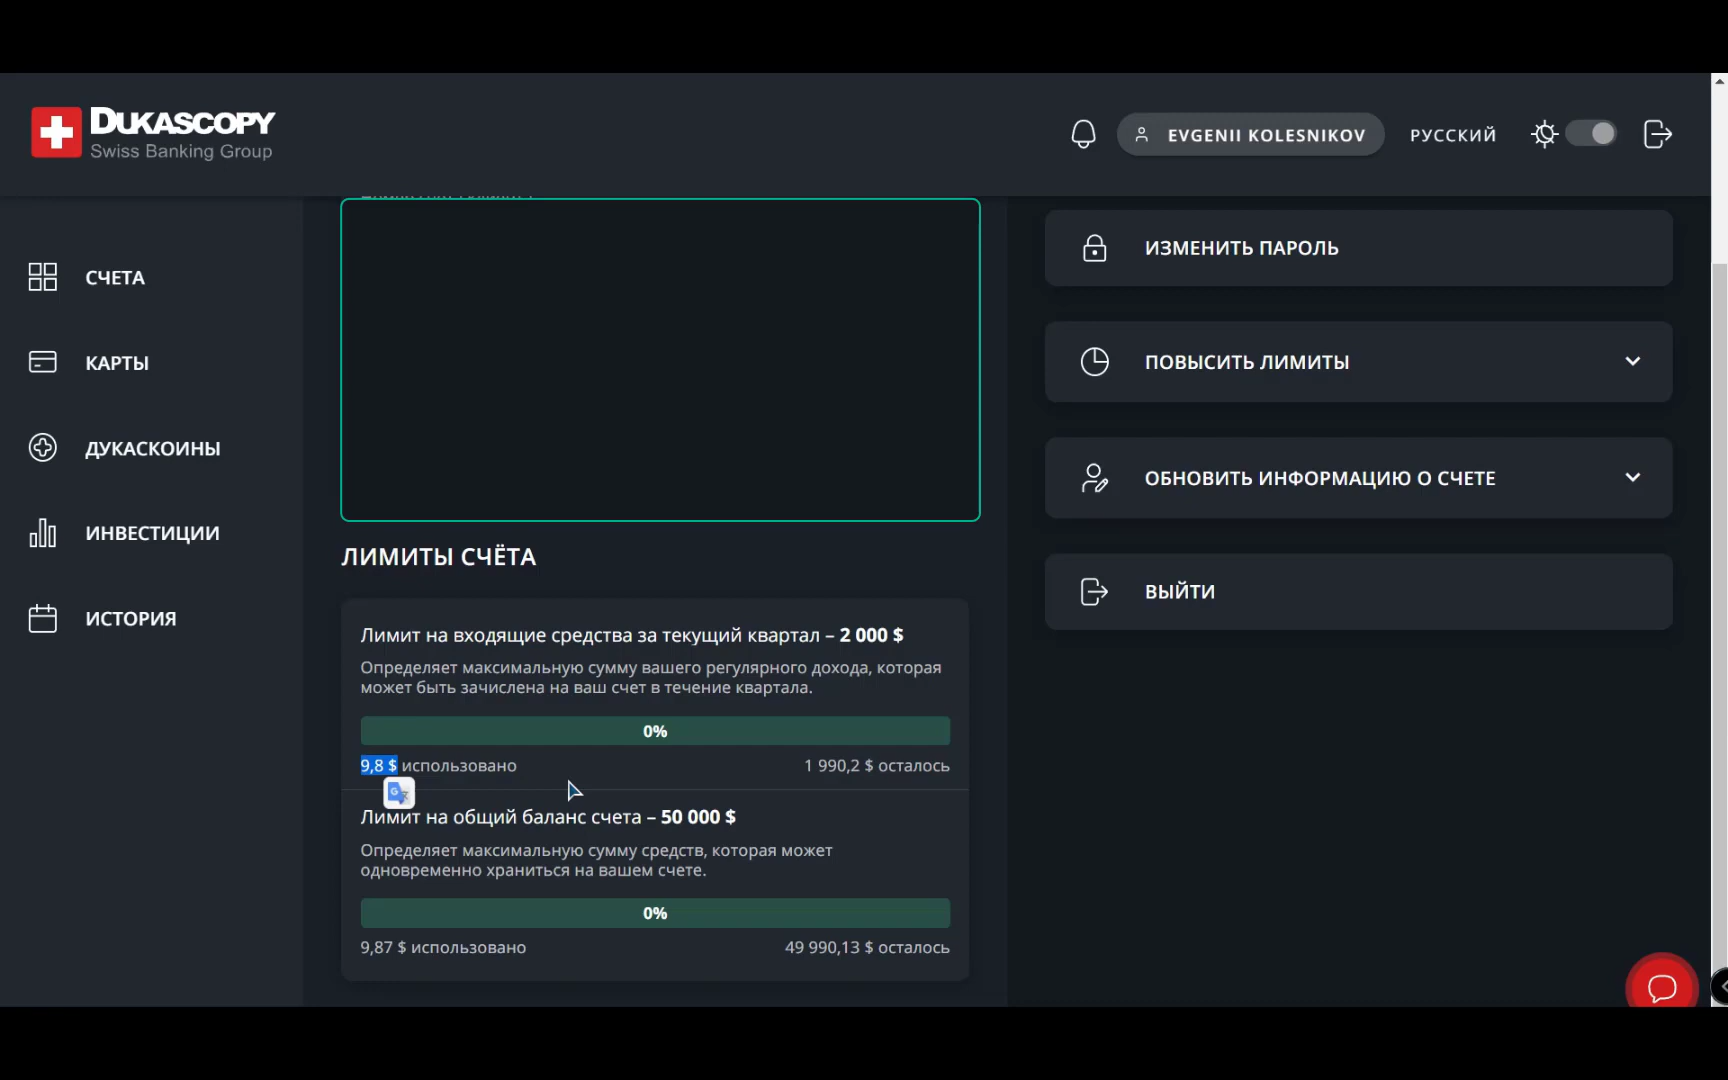 DUKASCOPY
Swiss Banking Group
EVGENII KOLESNIKOV
РУССКИЙ
СЧЕТА
КАРТЫ
ДУКАСКОИНЫ
ИНВЕСТИЦИИ
ИСТОРИЯ
ЛИМИТЫ СЧЁТА
Лимит на входящие средства за текущий квартал – 2 000 $
Определяет максимальную сумму вашего регулярного дохода, которая
может быть зачислена на ваш счет в течение квартала.
0%
9,8 $ использовано
1 990,2 $ осталось
Лимит на общий баланс счета – 50 000 $
Определяет максимальную сумму средств, которая может
одновременно храниться на вашем счете.
0%
9,87 $ использовано
49 990,13 $ осталось
ИЗМЕНИТЬ ПАРОЛЬ
ПОВЫСИТЬ ЛИМИТЫ
ОБНОВИТЬ ИНФОРМАЦИЮ О СЧЕТЕ
ВЫЙТИ